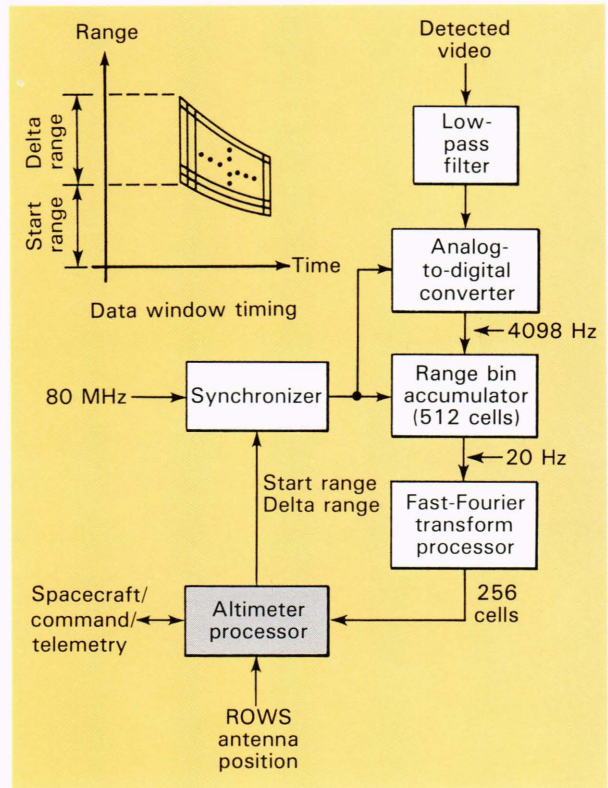 Range
Delta
range
Start
range
Time
Data window timing
Detected
video
Low-
pass
filter
Analog-
to-digital
converter
4098 Hz
80 MHz
Synchronizer
Range bin
accumulator
(512 cells)
20 Hz
Start range
Delta range
Fast-Fourier
transform
processor
256
cells
Spacecraft/
command/
telemetry
Altimeter
processor
ROWS
antenna
position